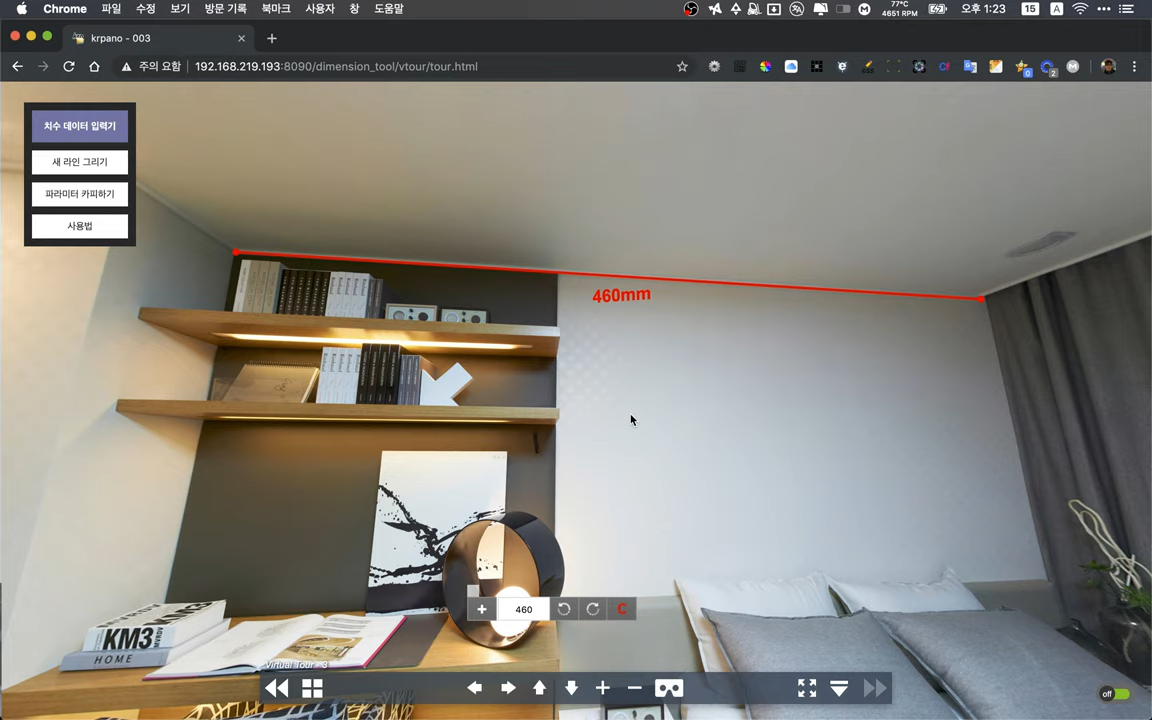 Chrome 파일 수정 보기 방문 기록 북마크 사용자 창 도움말
77°C
4651 RPM
오후 1:23
15
A
krpano - 003
주의 요함
192.168.219.193:8090/dimension_tool/vtour/tour.html
0
2
치수 데이터 입력기
새 라인 그리기
파라미터 카피하기
사용법
460mm
460
C
KM3
HOME
Virtual Tour - 3
off